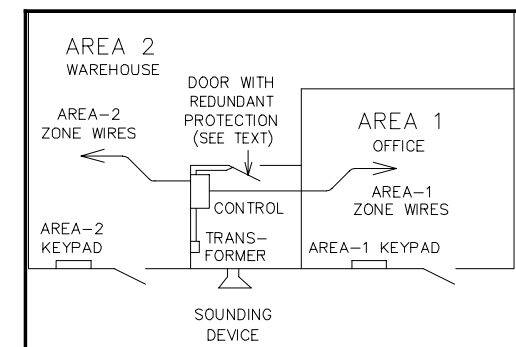 AREA 2
WAREHOUSE
DOOR WITH
REDUNDANT
PROTECTION
(SEE TEXT)
AREA-2
ZONE WIRES
AREA 1
OFFICE
AREA-1
ZONE WIRES
CONTROL
AREA-2
KEYPAD
TRANS-
FORMER
AREA-1 KEYPAD
SOUNDING
DEVICE